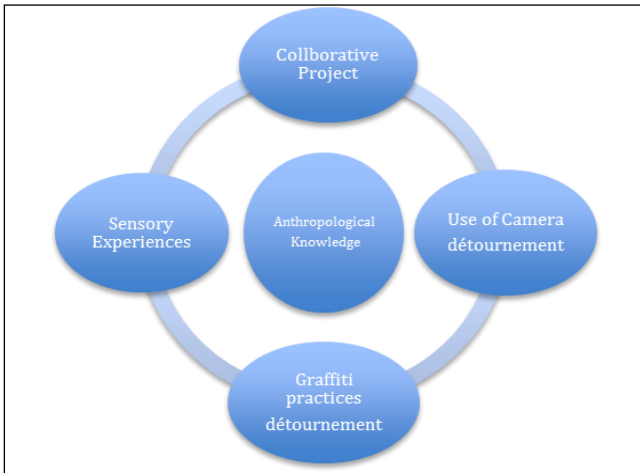 Collborative
Project
Sensory
Experiences
Anthropological
Knowledge
Use of Camera
détournement
Graffiti
practices
détournement